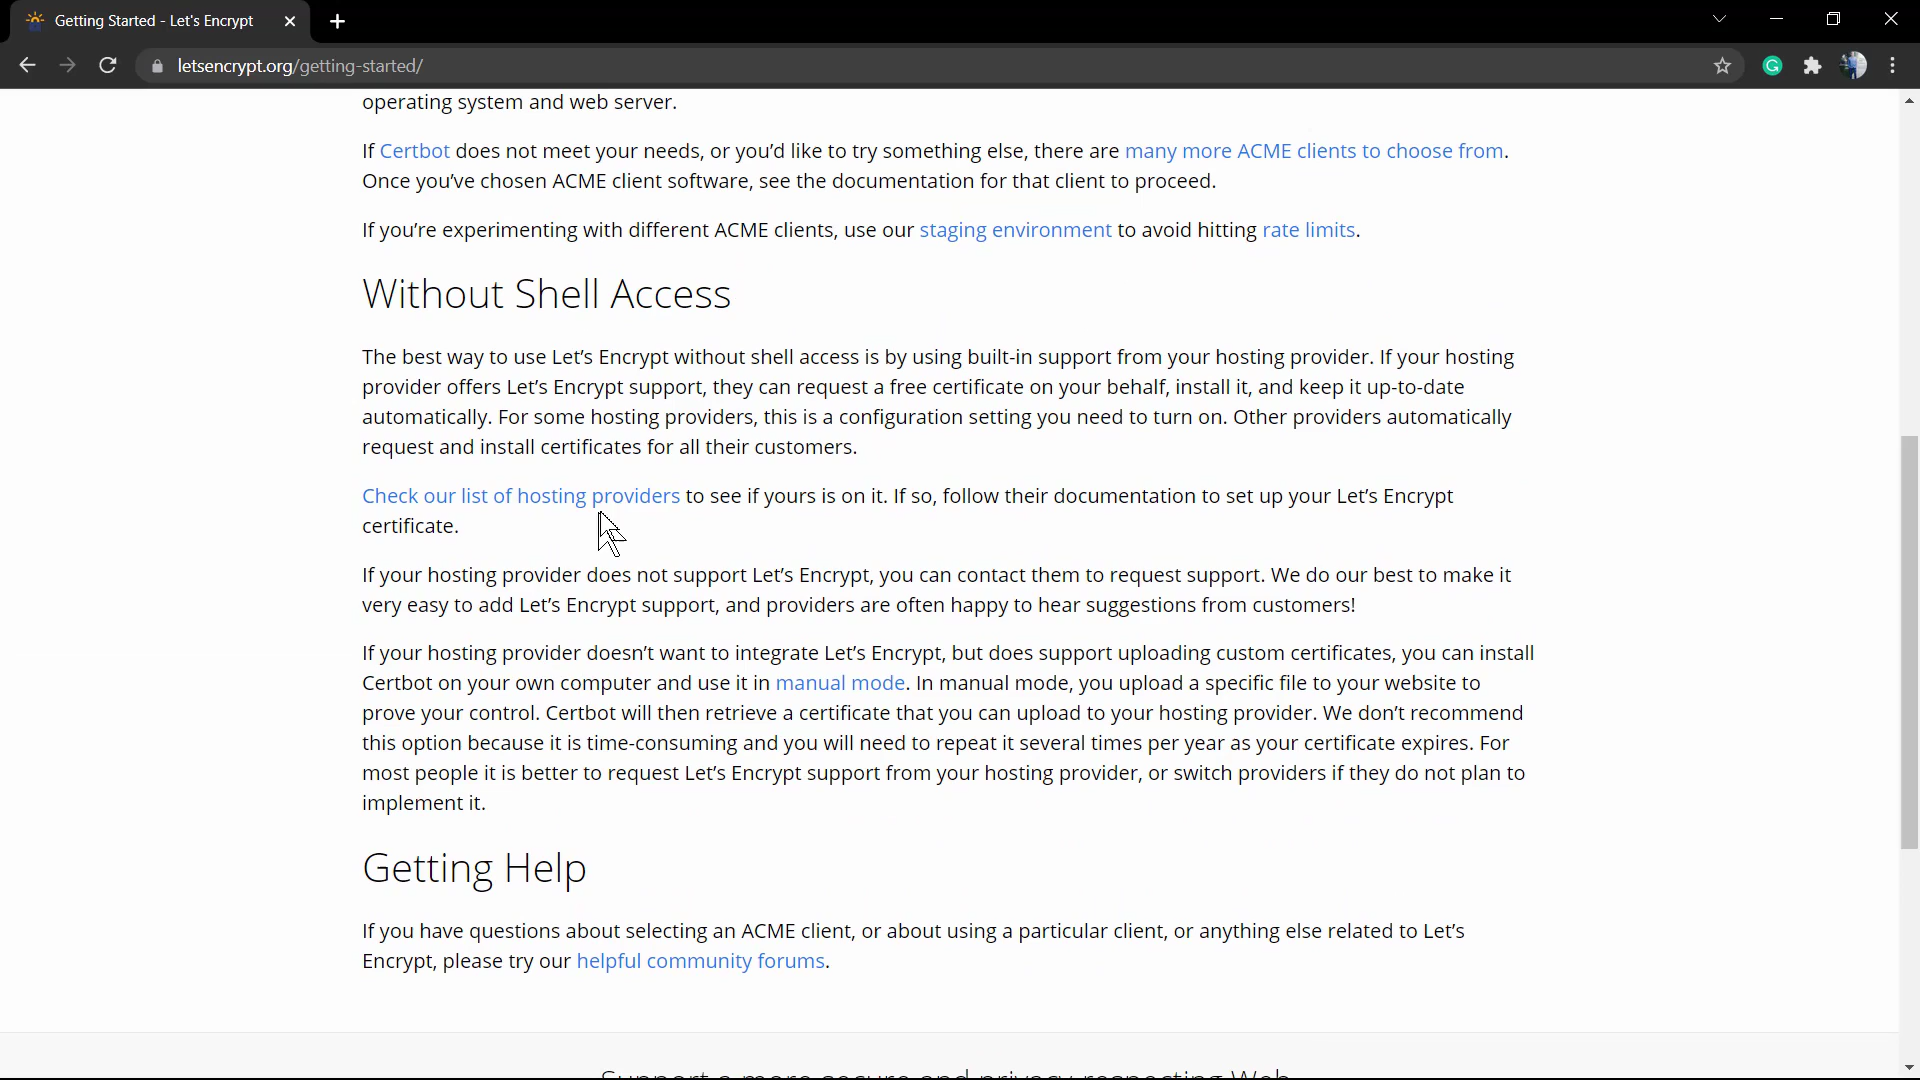 Getting Started - Let's Encrypt
letsencrypt.org/getting-started/
operating system and web server.
If Certbot does not meet your needs, or you’d like to try something else, there are many more ACME clients to choose from.
Once you’ve chosen ACME client software, see the documentation for that client to proceed.
If you’re experimenting with different ACME clients, use our staging environment to avoid hitting rate limits.
Without Shell Access
The best way to use Let’s Encrypt without shell access is by using built-in support from your hosting provider. If your hosting
provider offers Let’s Encrypt support, they can request a free certificate on your behalf, install it, and keep it up-to-date
automatically. For some hosting providers, this is a configuration setting you need to turn on. Other providers automatically
request and install certificates for all their customers.
Check our list of hosting providers to see if yours is on it. If so, follow their documentation to set up your Let’s Encrypt
certificate.
If your hosting provider does not support Let’s Encrypt, you can contact them to request support. We do our best to make it
very easy to add Let’s Encrypt support, and providers are often happy to hear suggestions from customers!
If your hosting provider doesn’t want to integrate Let’s Encrypt, but does support uploading custom certificates, you can install
Certbot on your own computer and use it in manual mode. In manual mode, you upload a specific file to your website to
prove your control. Certbot will then retrieve a certificate that you can upload to your hosting provider. We don’t recommend
this option because it is time-consuming and you will need to repeat it several times per year as your certificate expires. For
most people it is better to request Let’s Encrypt support from your hosting provider, or switch providers if they do not plan to
implement it.
Getting Help
If you have questions about selecting an ACME client, or about using a particular client, or anything else related to Let’s
Encrypt, please try our helpful community forums.
Support a more secure and privacy-respecting Web